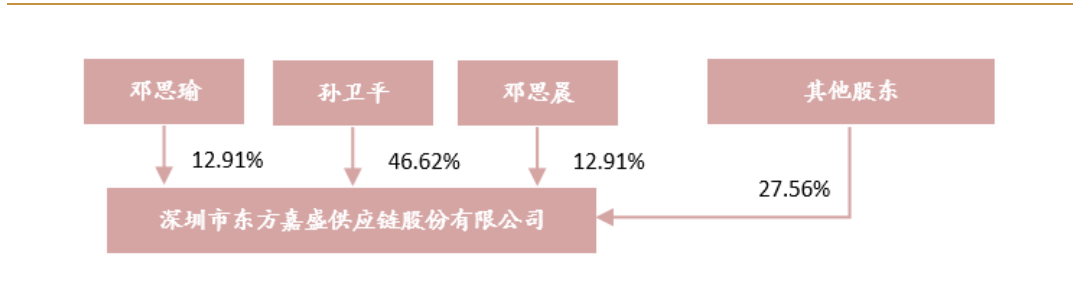 邓思瑜
孙卫平
邓思晨
其他股东
12.91%
46.62%
12.91%
27.56%
深圳市东方嘉盛供应链股份有限公司